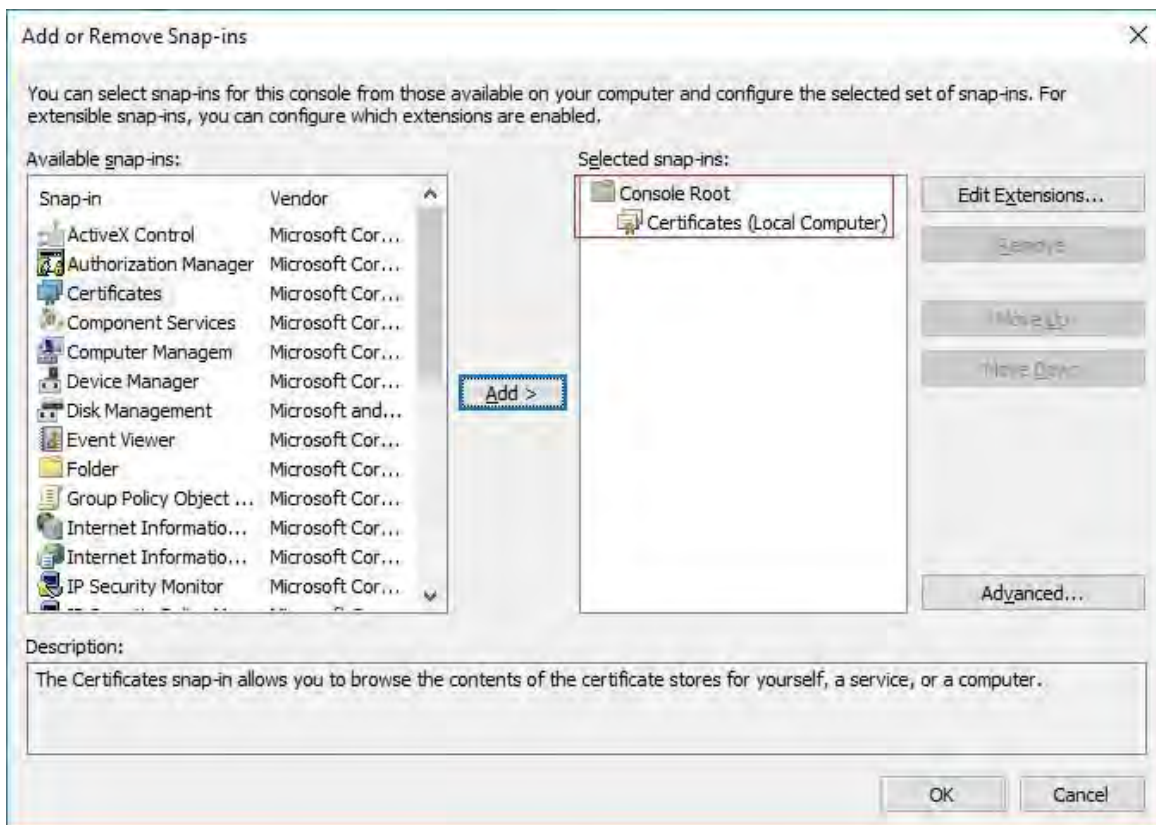 Add or Remove Snap-ins
You can select snap-ins for this console from those available on your computer and configure the selected set of snap-ins. For
extensible snap-ins, you can configure which extensions are enabled.
Available snap-ins:
Selected snap-ins:
Snap-in Vendor
ActiveX Control Microsoft Cor...
Authorization Manager Microsoft Cor...
Certificates Microsoft Cor...
Component Services Microsoft Cor...
Computer Managem Microsoft Cor...
Device Manager Microsoft Cor...
Disk Management Microsoft and...
Event Viewer Microsoft Cor...
Folder Microsoft Cor...
Group Policy Object ... Microsoft Cor...
Internet Informatio... Microsoft Cor...
Internet Informatio... Microsoft Cor...
IP Security Monitor Microsoft Cor...
Add >
Console Root
Certificates (Local Computer)
Edit Extensions...
Remove
Move Up
Move Down
Advanced...
Description:
The Certificates snap-in allows you to browse the contents of the certificate stores for yourself, a service, or a computer.
OK Cancel